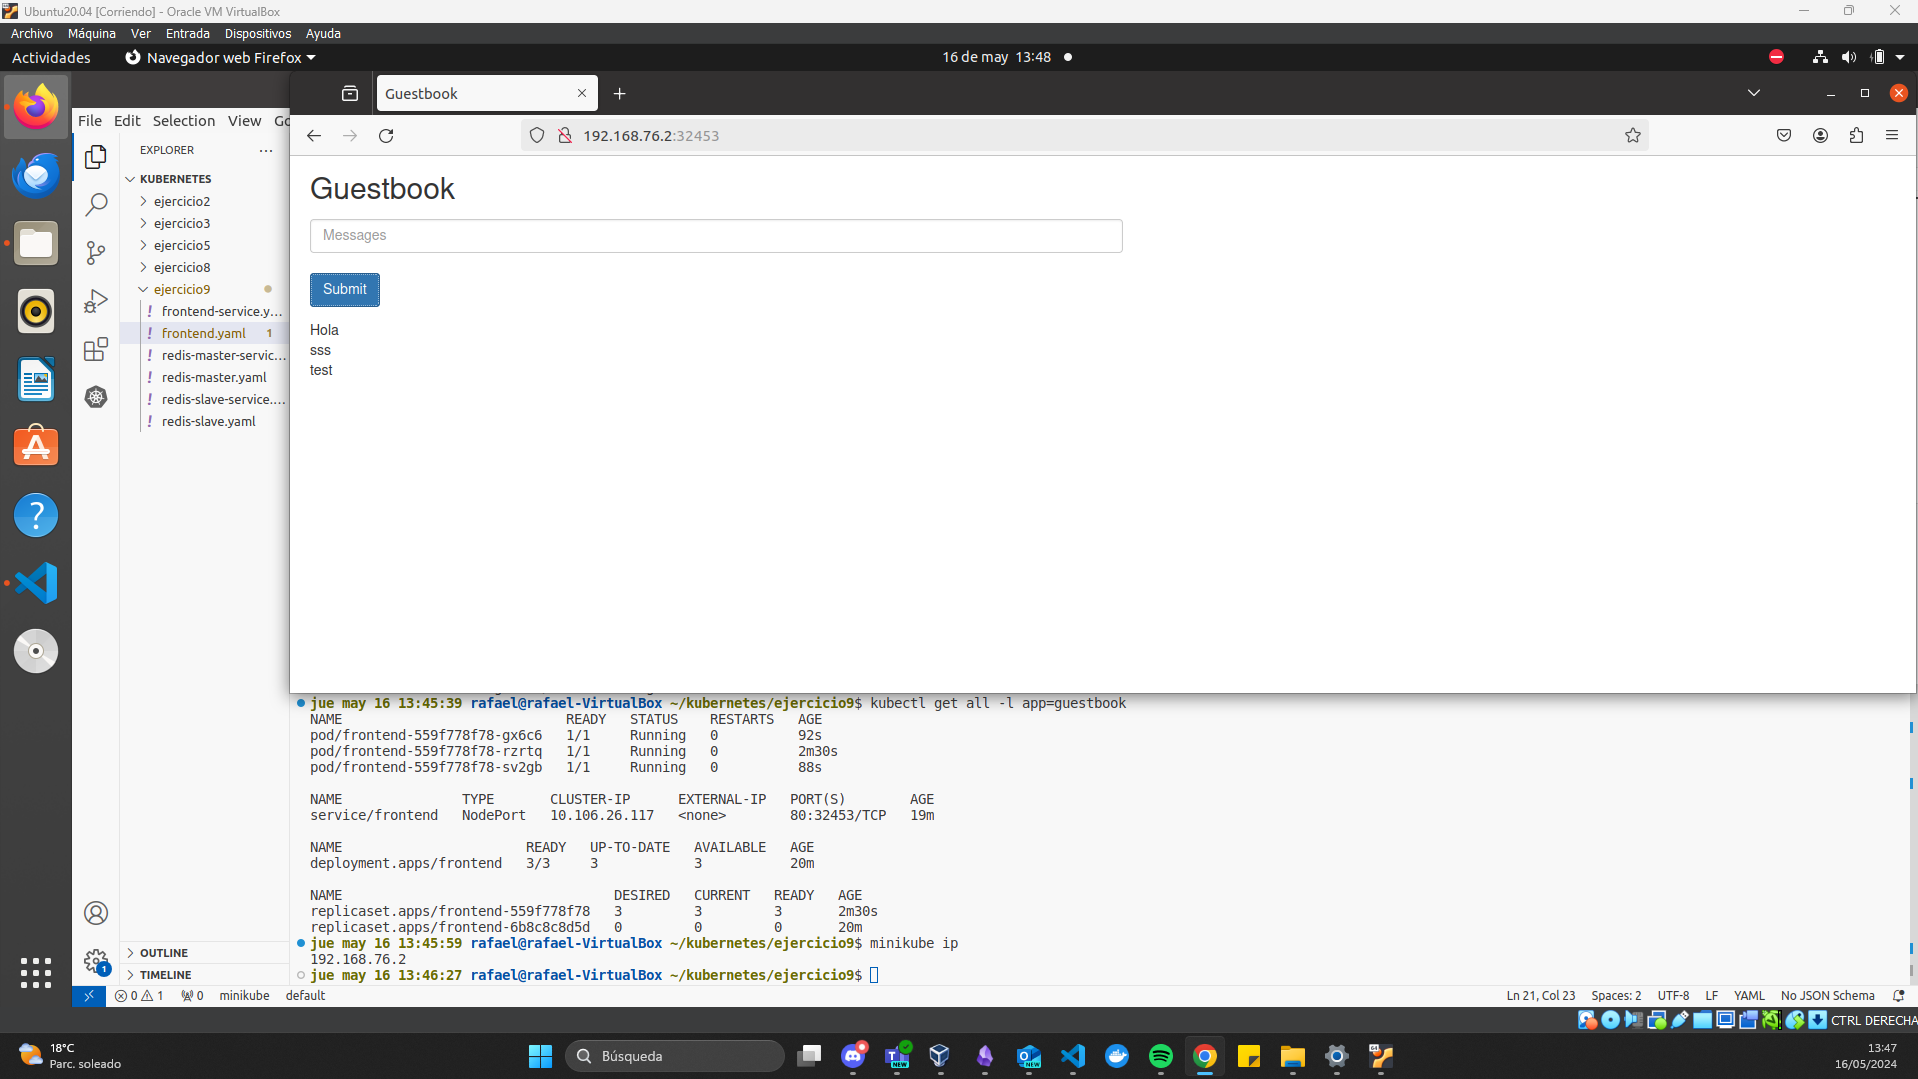 Ubuntu20.04 [Corriendo] - Oracle VM VirtualBox
Archivo Máquina Ver Entrada Dispositivos Ayuda
Actividades Navegador web Firefox 16 de may 13:48
Guestbook
File Edit Selection View Go
192.168.76.2:32453
EXPLORER
KUBERNETES
ejercicio2
ejercicio3
ejercicio5
ejercicio8
ejercicio9
! frontend-service.y...
! frontend.yaml 1
! redis-master-servic...
! redis-master.yaml
! redis-slave-service....
! redis-slave.yaml
Guestbook
Messages
Submit
Hola
sss
test
jue may 16 13:45:39 rafael@rafael-VirtualBox ~/kubernetes/ejercicio9$ kubectl get all -l app=guestbook
NAME READY STATUS RESTARTS AGE
pod/frontend-559f778f78-gx6c6 1/1 Running 0 92s
pod/frontend-559f778f78-rzrtq 1/1 Running 0 2m30s
pod/frontend-559f778f78-sv2gb 1/1 Running 0 88s
NAME TYPE CLUSTER-IP EXTERNAL-IP PORT(S) AGE
service/frontend NodePort 10.106.26.117 <none> 80:32453/TCP 19m
NAME READY UP-TO-DATE AVAILABLE AGE
deployment.apps/frontend 3/3 3 3 20m
NAME DESIRED CURRENT READY AGE
replicaset.apps/frontend-559f778f78 3 3 3 2m30s
replicaset.apps/frontend-6b8c8c8d5d 0 0 0 20m
jue may 16 13:45:59 rafael@rafael-VirtualBox ~/kubernetes/ejercicio9$ minikube ip
192.168.76.2
jue may 16 13:46:27 rafael@rafael-VirtualBox ~/kubernetes/ejercicio9$
OUTLINE
TIMELINE
1
0 1 0 minikube default
Ln 21, Col 23 Spaces: 2 UTF-8 LF YAML No JSON Schema
CTRL DERECHA
18°C
Parc. soleado
Búsqueda
NEW
NEW
13:47
16/05/2024